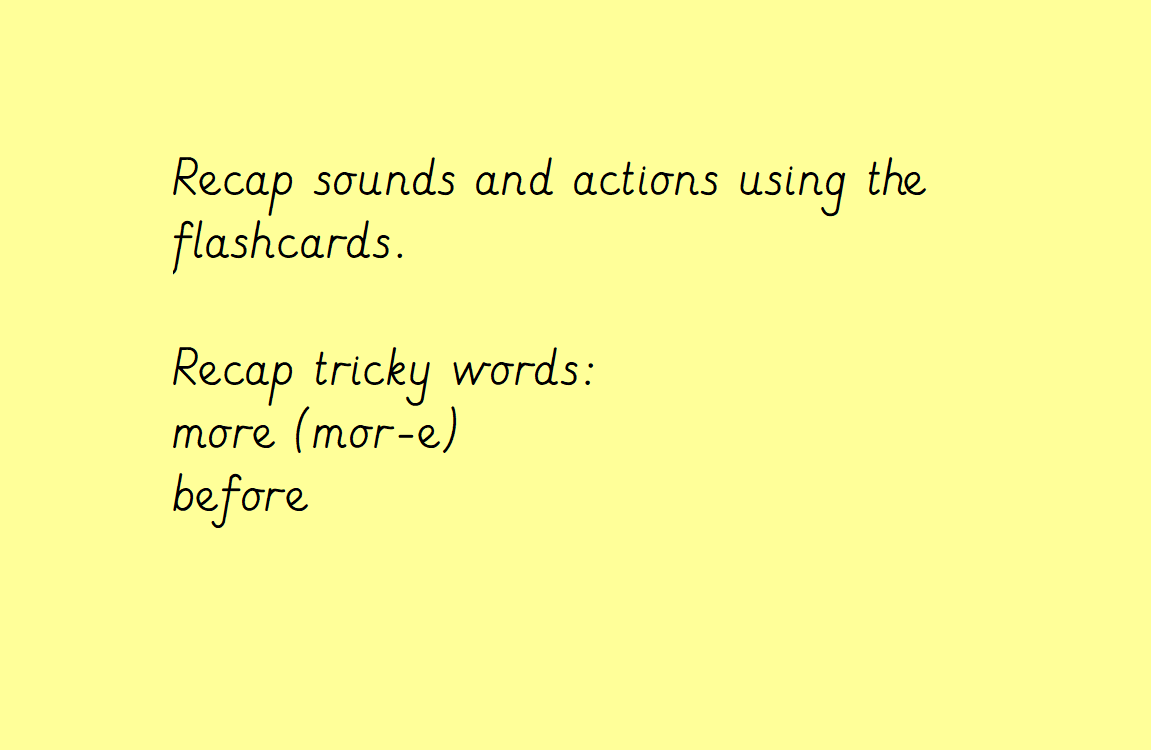 Recap sounds and actions using the
flashcards.
Recap tricky words:
more (mor-e)
before